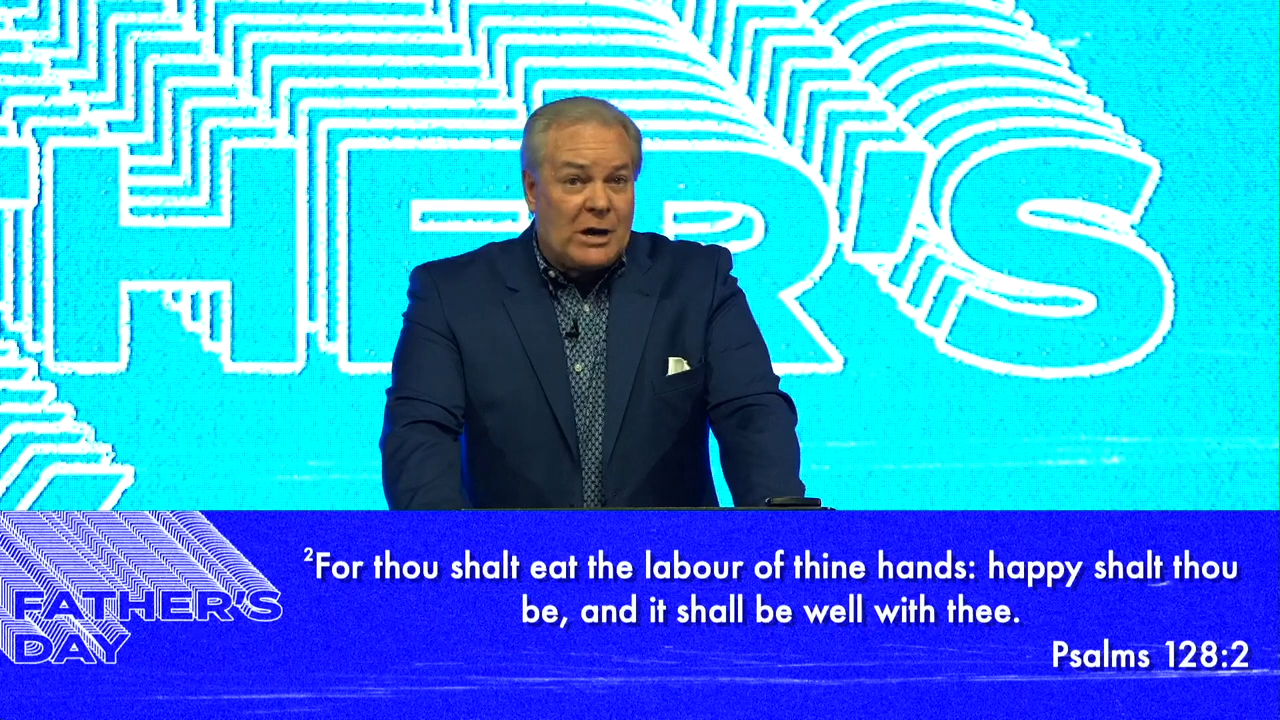 HER'S
²For thou shalt eat the labour of thine hands: happy shalt thou
be, and it shall be well with thee.
Psalms 128:2
FATHER'S
DAY